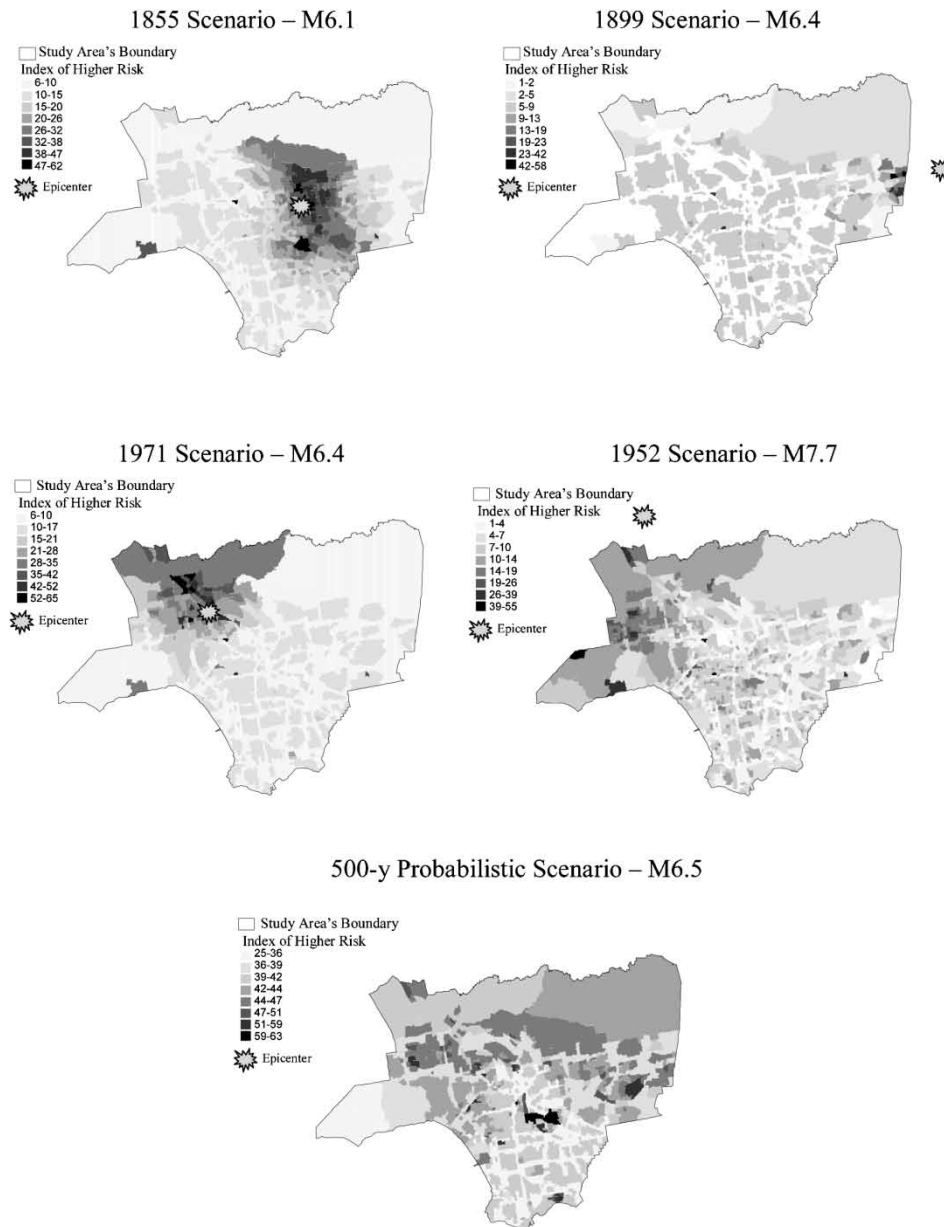 1855 Scenario – M6.1
Study Area's Boundary
Index of Higher Risk
6-10
10-15
15-20
20-26
26-32
32-38
38-47
47-62
Epicenter
1899 Scenario – M6.4
Study Area's Boundary
Index of Higher Risk
1-2
2-5
5-9
9-13
13-19
19-23
23-42
42-58
Epicenter
1971 Scenario – M6.4
Study Area's Boundary
Index of Higher Risk
6-10
10-17
15-21
21-28
28-35
35-42
42-52
52-65
Epicenter
1952 Scenario – M7.7
Study Area's Boundary
Index of Higher Risk
1-4
4-7
7-10
10-14
14-19
19-26
26-39
39-55
Epicenter
500-y Probabilistic Scenario – M6.5
Study Area's Boundary
Index of Higher Risk
25-36
36-39
39-42
42-44
44-47
47-51
51-59
59-63
Epicenter